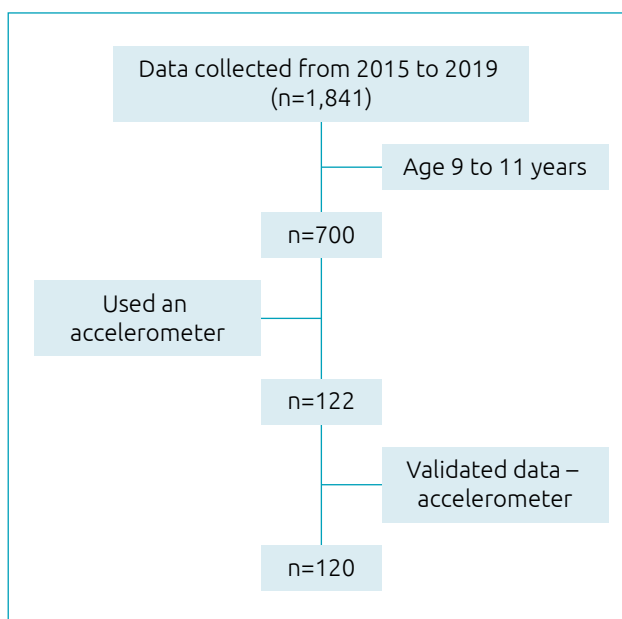 Data collected from 2015 to 2019
(n=1,841)
Age 9 to 11 years
n=700
Used an
accelerometer
n=122
Validated data –
accelerometer
n=120